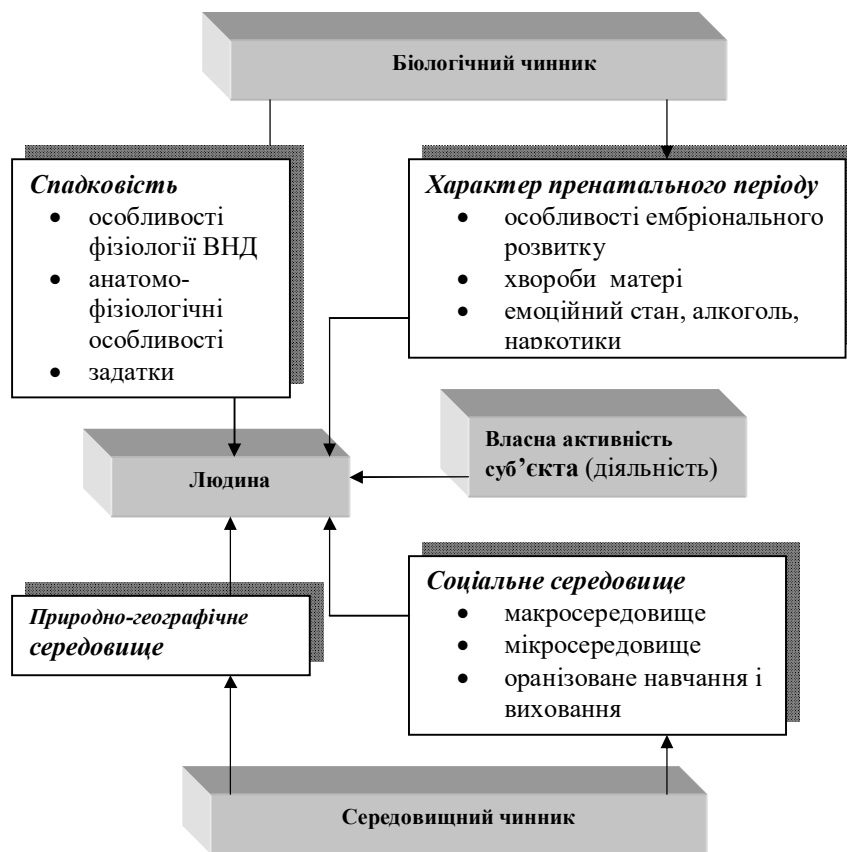 Біологічний чинник
Спадковість
• особливості
фізіології ВНД
• анатомо-
фізіологічні
особливості
• задатки
Характер пренатального періоду
• особливості ембріонального
розвитку
• хвороби матері
• емоційний стан, алкоголь,
наркотики
Власна активність
суб’єкта (діяльність)
Людина
Природно-географічне
середовище
Соціальне середовище
• макросередовище
• мікросередовище
• оранізоване навчання і
виховання
Середовищний чинник